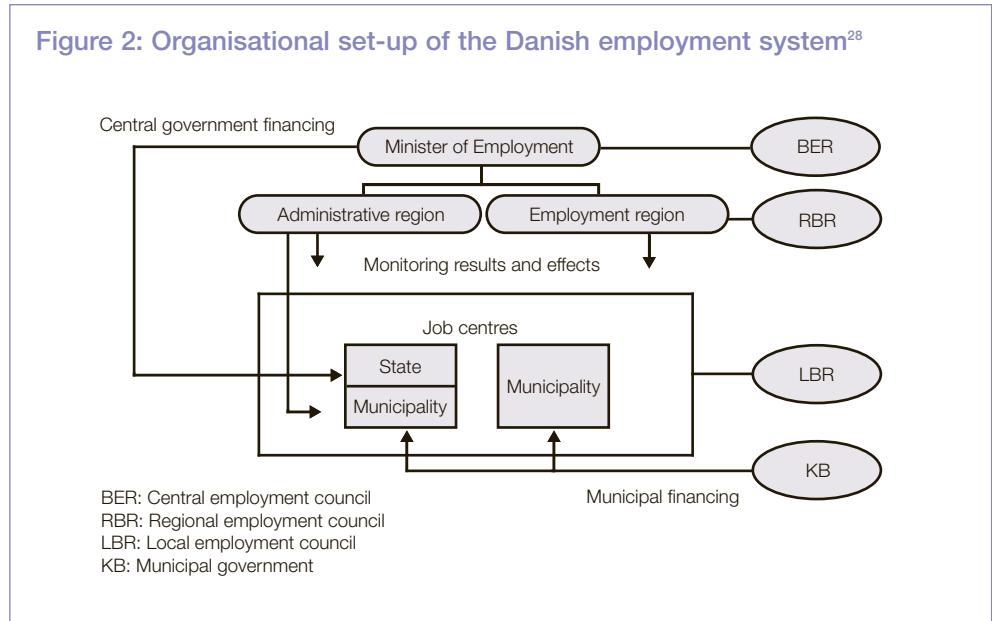 Figure 2: Organisational set-up of the Danish employment system28
Central government financing
Minister of Employment
BER
Administrative region
Employment region
RBR
Monitoring results and effects
Job centres
State
Municipality
Municipality
LBR
KB
Municipal financing
BER: Central employment council
RBR: Regional employment council
LBR: Local employment council
KB: Municipal government